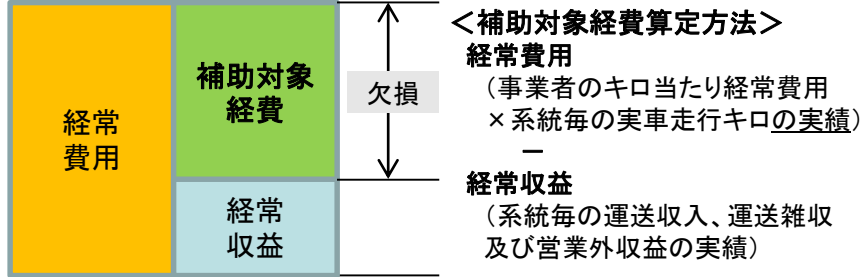 経常
費用
補助対象
経費
経常
収益
欠損
＜補助対象経費算定方法＞
経常費用
（事業者のキロ当たり経常費用
×系統毎の実車走行キロの実績）
－
経常収益
（系統毎の運送収入、運送雑収
及び営業外収益の実績）